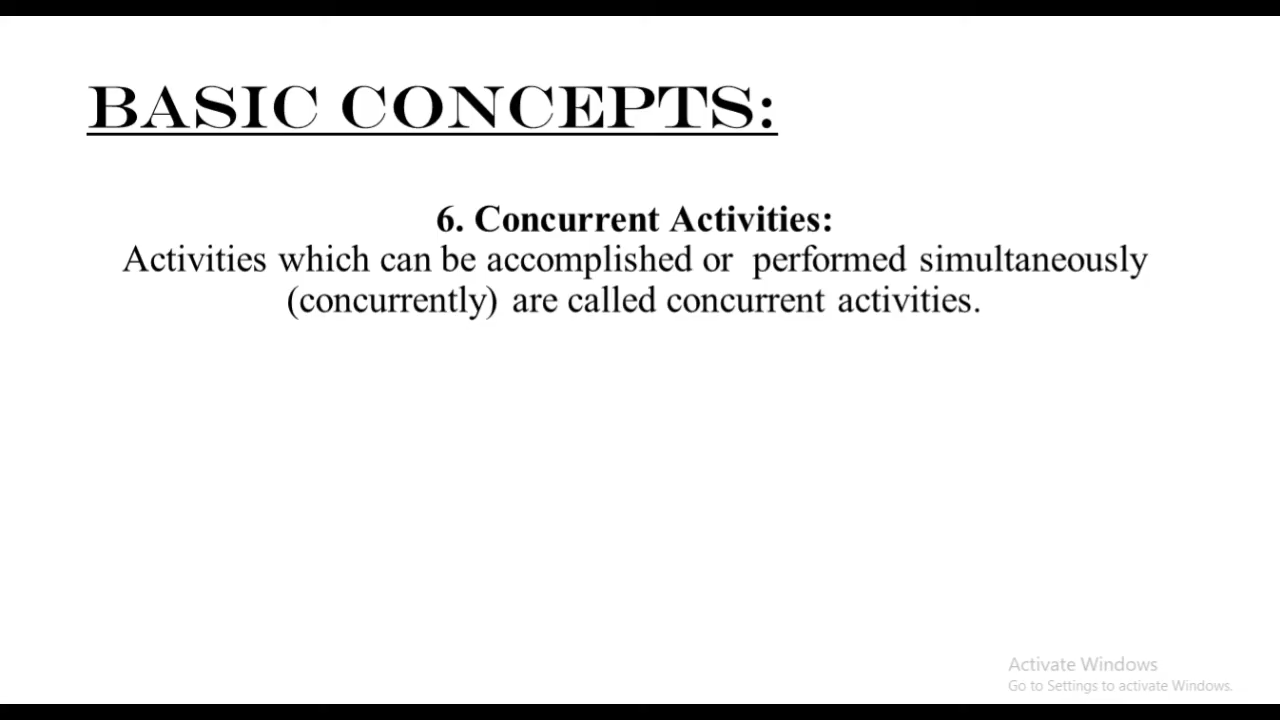 BASIC CONCEPTS:
6. Concurrent Activities:
Activities which can be accomplished or performed simultaneously
(concurrently) are called concurrent activities.
Activate Windows
Go to Settings to activate Windows.